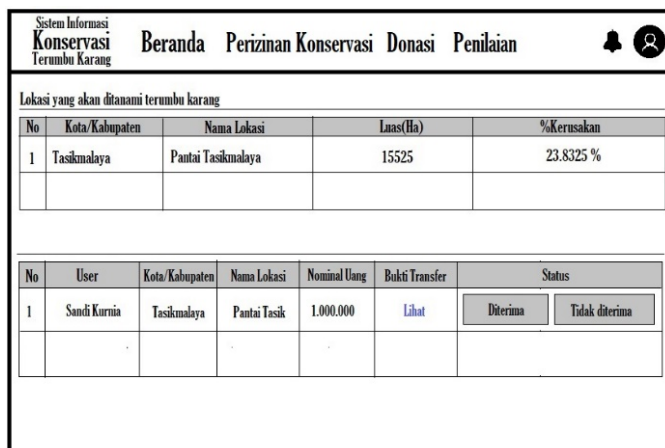 Sistem Informasi
Konservasi
Terumbu Karang
Beranda Perizinan Konservasi Donasi Penilaian
Lokasi yang akan ditanami terumbu karang
No Kota/Kabupaten Nama Lokasi Luas(Ha) %Kerusakan
1 Tasikmalaya Pantai Tasikmalaya 15525 23.8325 %
No User Kota/Kabupaten Nama Lokasi Nominal Uang Bukti Transfer Status
1 Sandi Kurnia Tasikmalaya Pantai Tasik 1.000.000 Lihat Diterima Tidak diterima